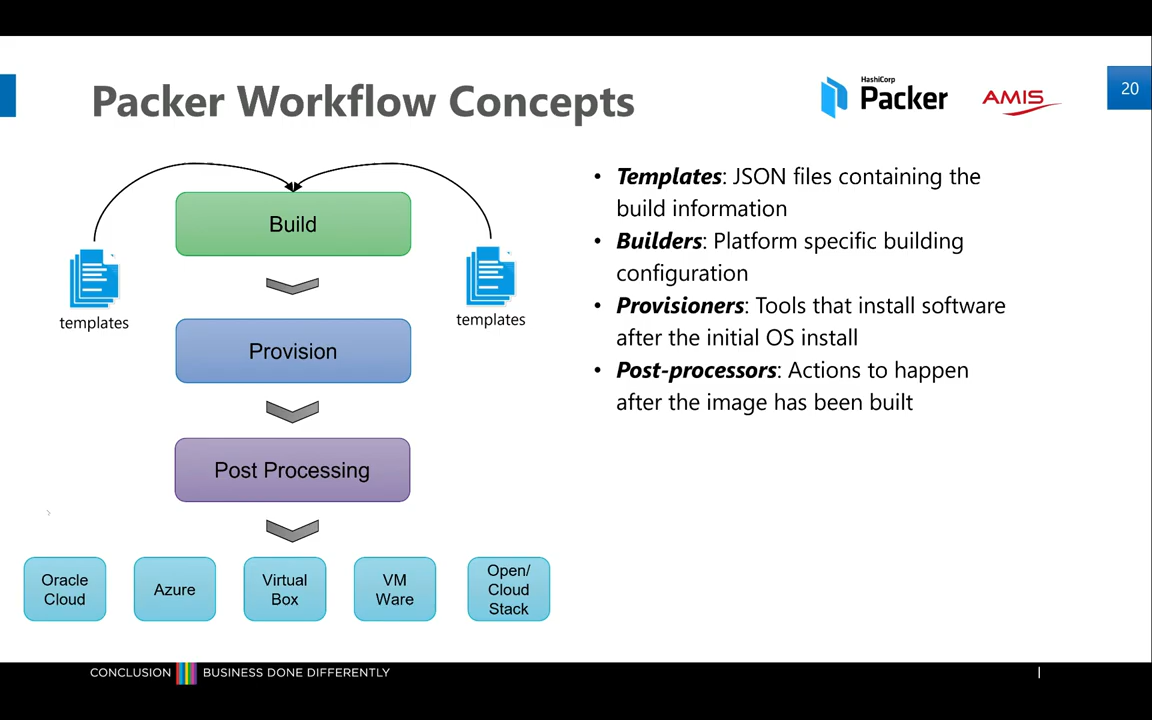 Packer Workflow Concepts
HashiCorp
Packer
AMIS
20
Build
templates
templates
Provision
Post Processing
Oracle
Cloud
Azure
Virtual
Box
VM
Ware
Open/
Cloud
Stack
• Templates: JSON files containing the
build information
• Builders: Platform specific building
configuration
• Provisioners: Tools that install software
after the initial OS install
• Post-processors: Actions to happen
after the image has been built
CONCLUSION BUSINESS DONE DIFFERENTLY
|